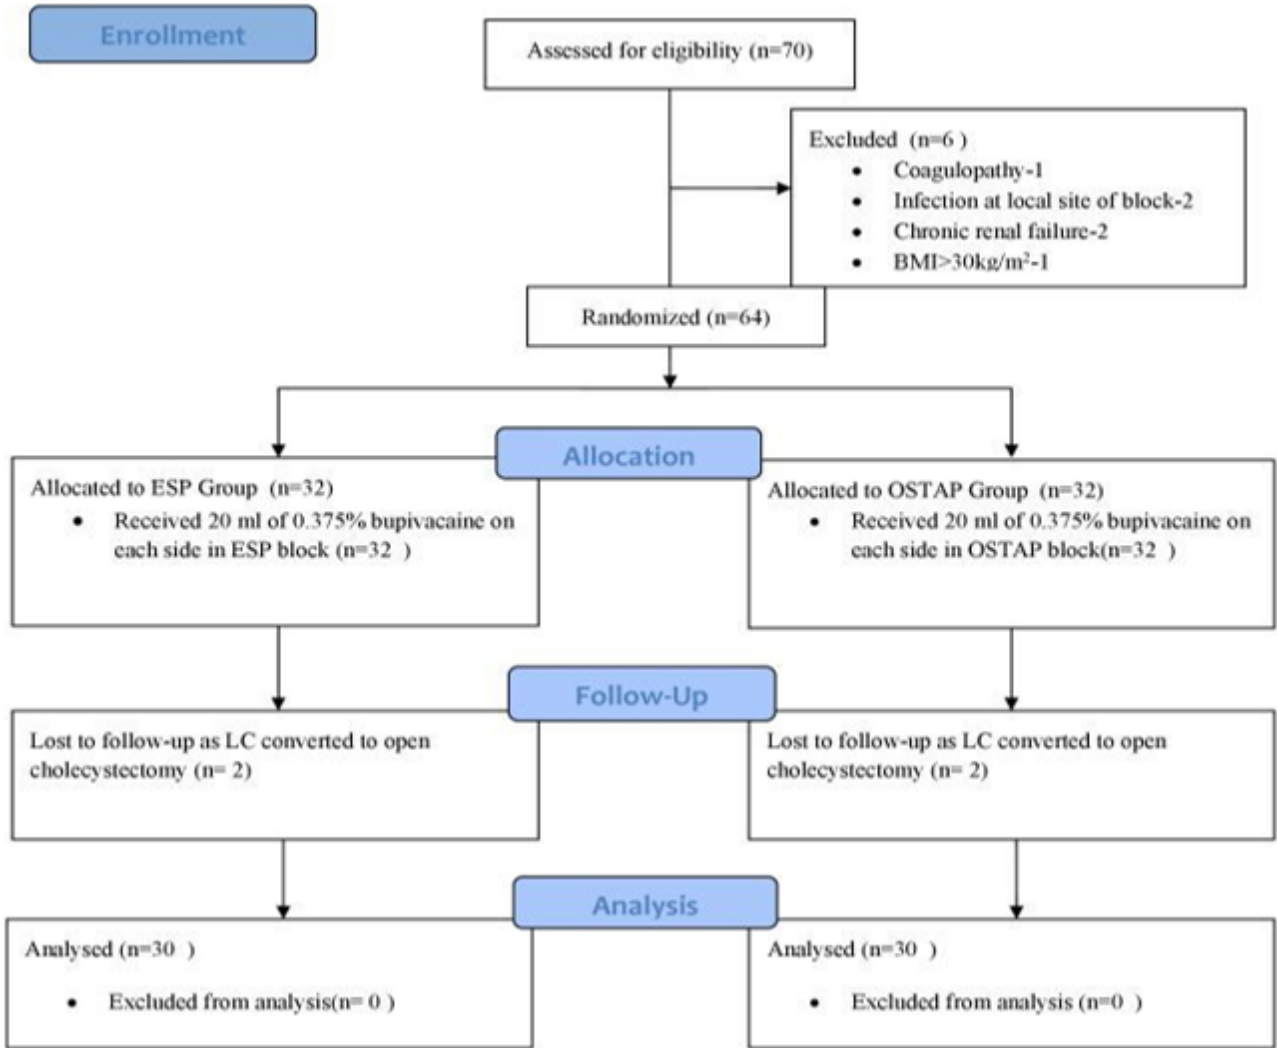 Enrollment
Assessed for eligibility (n=70)
Excluded (n=6 )
• Coagulopathy-1
• Infection at local site of block-2
• Chronic renal failure-2
• BMI>30kg/m²-1
Randomized (n=64)
Allocation
Allocated to ESP Group (n=32)
• Received 20 ml of 0.375% bupivacaine on
each side in ESP block (n=32 )
Allocated to OSTAP Group (n=32)
• Received 20 ml of 0.375% bupivacaine on
each side in OSTAP block(n=32 )
Follow-Up
Lost to follow-up as LC converted to open
cholecystectomy (n= 2)
Lost to follow-up as LC converted to open
cholecystectomy (n= 2)
Analysis
Analysed (n=30 )
• Excluded from analysis(n= 0 )
Analysed (n=30 )
• Excluded from analysis (n=0 )